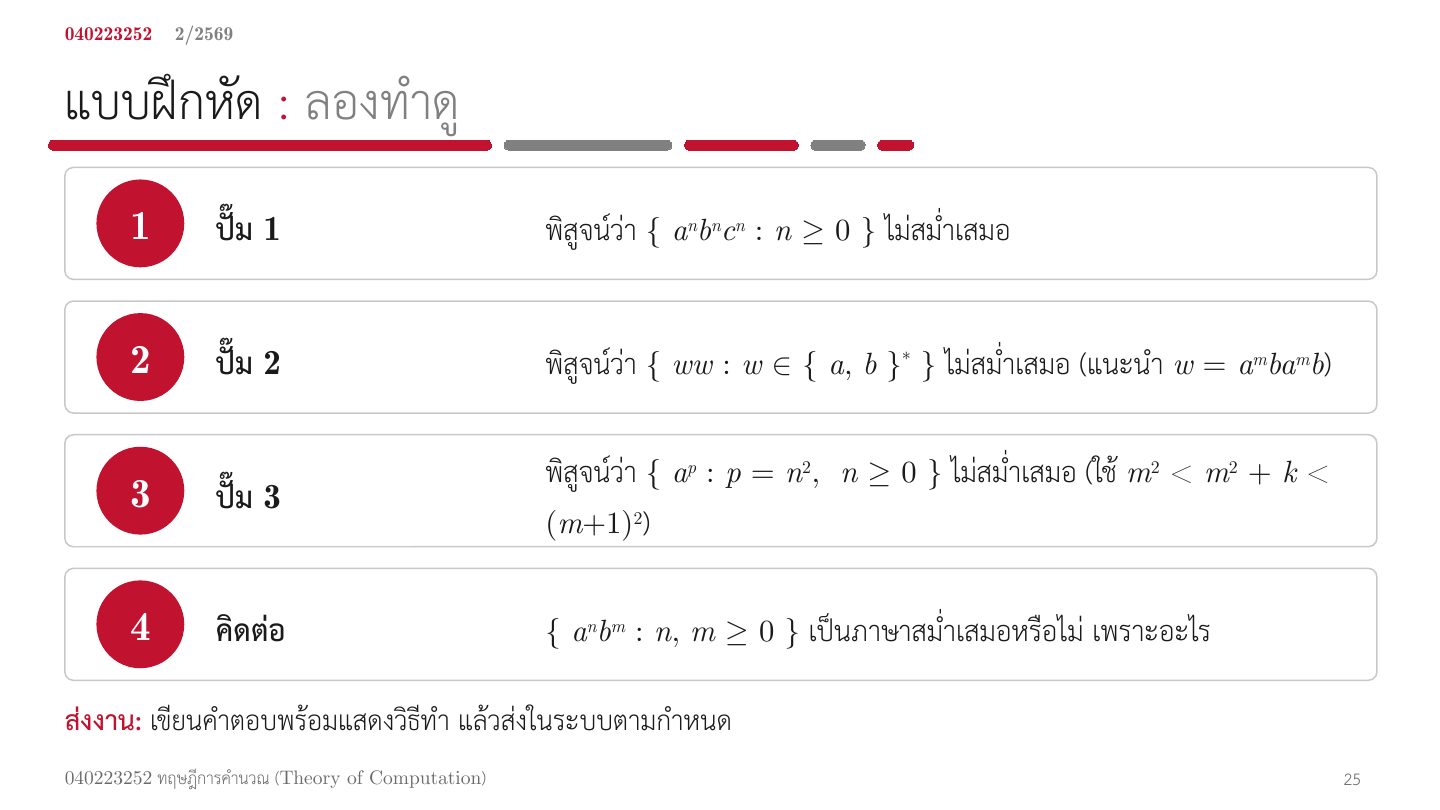 040223252 2/2569
แบบฝึกหัด : ลองทำดู
1 ปั๊ม 1 พิสูจน์ว่า { aⁿbⁿcⁿ : n ≥ 0 } ไม่สม่ำเสมอ
2 ปั๊ม 2 พิสูจน์ว่า { ww : w ∈ { a, b }* } ไม่สม่ำเสมอ (แนะนำ w = aᵐbaᵐb)
3 ปั๊ม 3 พิสูจน์ว่า { aᵖ : p = n², n ≥ 0 } ไม่สม่ำเสมอ (ใช้ m² < m² + k <
(m+1)²)
4 คิดต่อ { aⁿbᵐ : n, m ≥ 0 } เป็นภาษาสม่ำเสมอหรือไม่ เพราะอะไร
ส่งงาน: เขียนคำตอบพร้อมแสดงวิธีทำ แล้วส่งในระบบตามกำหนด
040223252 ทฤษฎีการคำนวณ (Theory of Computation) 25